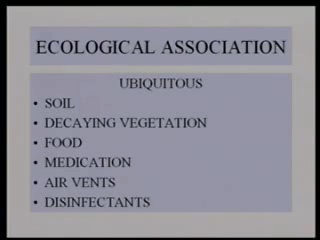 ECOLOGICAL ASSOCIATION
UBIQUITOUS
• SOIL
• DECAYING VEGETATION
• FOOD
• MEDICATION
• AIR VENTS
• DISINFECTANTS